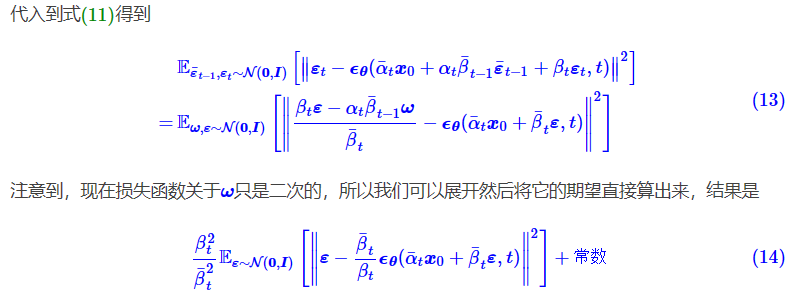 代入到式(11)得到
$$\mathbb{E}_{\bar{\boldsymbol{\varepsilon}}_{t-1},\boldsymbol{\varepsilon}_t\sim\mathcal{N}(\boldsymbol{0},\boldsymbol{I})}\left[\left\|\boldsymbol{\varepsilon}_t-\boldsymbol{\epsilon}_{\boldsymbol{\theta}}(\bar{\alpha}_t\boldsymbol{x}_0+\alpha_t\bar{\beta}_{t-1}\bar{\boldsymbol{\varepsilon}}_{t-1}+\beta_t\boldsymbol{\varepsilon}_t,t)\right\|^2\right]$$
$$=\mathbb{E}_{\boldsymbol{\omega},\boldsymbol{\varepsilon}\sim\mathcal{N}(\boldsymbol{0},\boldsymbol{I})}\left[\left\|\frac{\beta_t\boldsymbol{\varepsilon}-\alpha_t\bar{\beta}_{t-1}\boldsymbol{\omega}}{\bar{\beta}_t}-\boldsymbol{\epsilon}_{\boldsymbol{\theta}}(\bar{\alpha}_t\boldsymbol{x}_0+\bar{\beta}_t\boldsymbol{\varepsilon},t)\right\|^2\right]$$ (13)
注意到，现在损失函数关于$\boldsymbol{\omega}$只是二次的，所以我们可以展开然后将它的期望直接算出来，结果是
$$\frac{\beta_t^2}{\bar{\beta}_t^2}\mathbb{E}_{\boldsymbol{\varepsilon}\sim\mathcal{N}(\boldsymbol{0},\boldsymbol{I})}\left[\left\|\boldsymbol{\varepsilon}-\frac{\bar{\beta}_t}{\beta_t}\boldsymbol{\epsilon}_{\boldsymbol{\theta}}(\bar{\alpha}_t\boldsymbol{x}_0+\bar{\beta}_t\boldsymbol{\varepsilon},t)\right\|^2\right]+常数$$ (14)